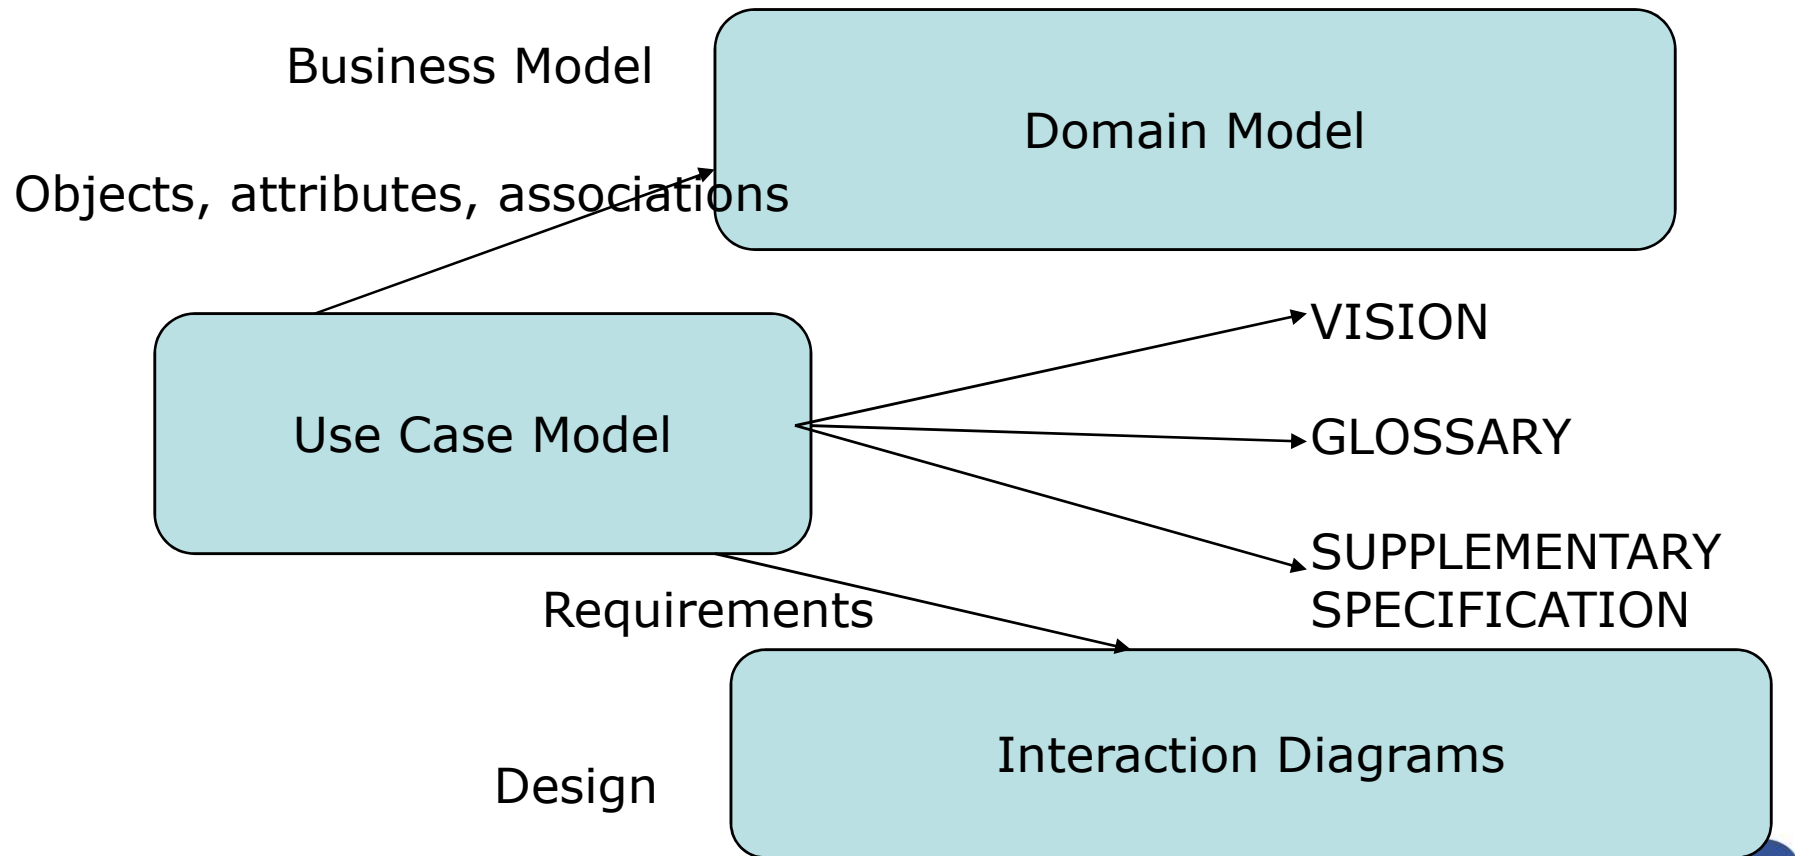 Business Model
Domain Model
Objects, attributes, associations
VISION
Use Case Model
GLOSSARY
SUPPLEMENTARY
SPECIFICATION
Requirements
Interaction Diagrams
Design